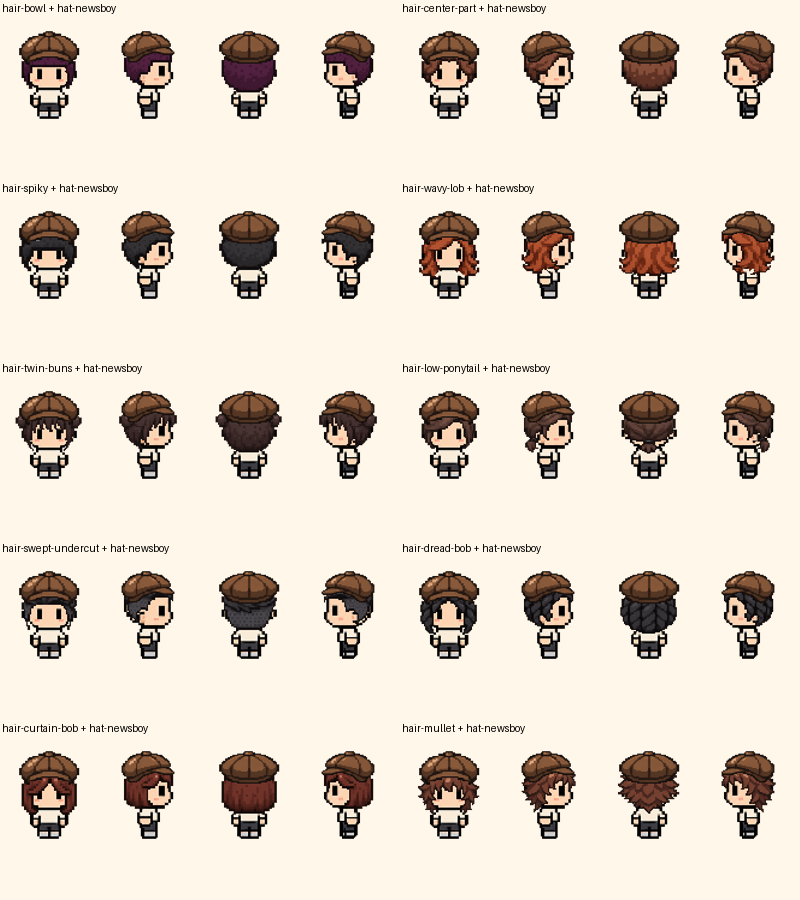 hair-bowl + hat-newsboy
hair-center-part + hat-newsboy
hair-spiky + hat-newsboy
hair-wavy-lob + hat-newsboy
hair-twin-buns + hat-newsboy
hair-low-ponytail + hat-newsboy
hair-swept-undercut + hat-newsboy
hair-dread-bob + hat-newsboy
hair-curtain-bob + hat-newsboy
hair-mullet + hat-newsboy